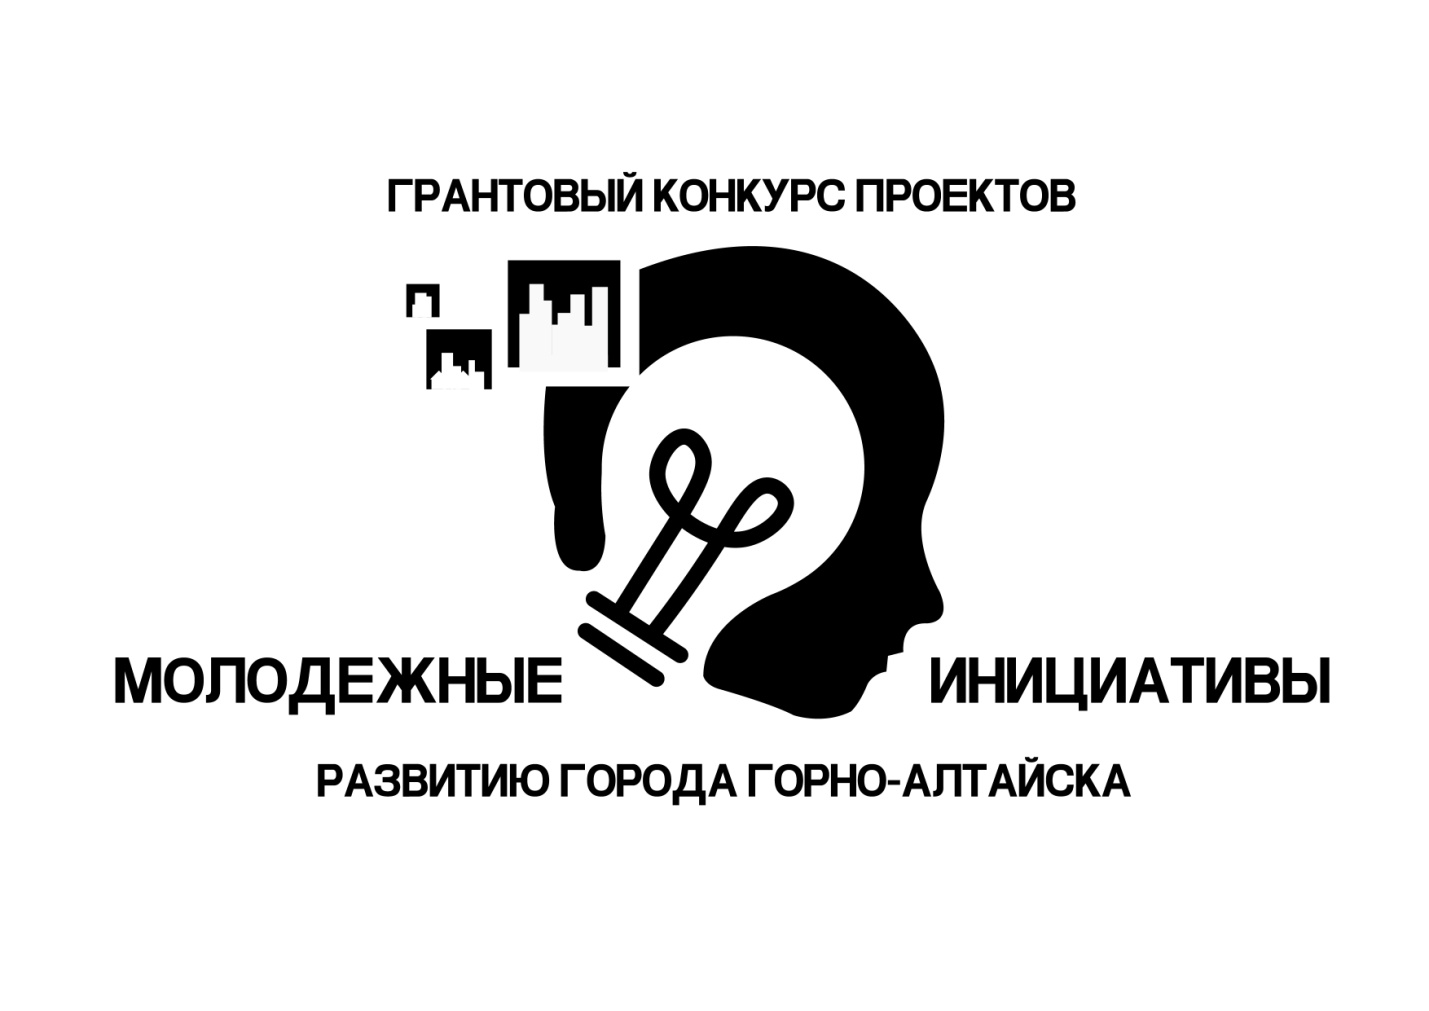 ГРАНТОВЫЙ КОНКУРС ПРОЕКТОВ
МОЛОДЕЖНЫЕ ИНИЦИАТИВЫ
РАЗВИТИЮ ГОРОДА ГОРНО-АЛТАЙСКА